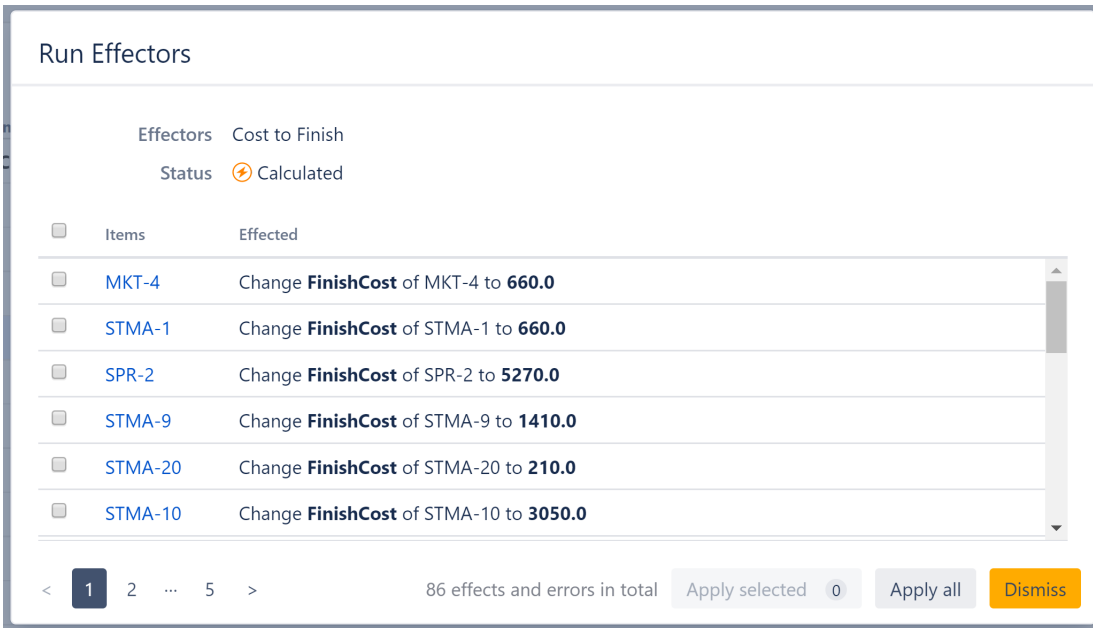 Run Effectors
Effectors Cost to Finish
Status Calculated
Items Effected
MKT-4 Change FinishCost of MKT-4 to 660.0
STMA-1 Change FinishCost of STMA-1 to 660.0
SPR-2 Change FinishCost of SPR-2 to 5270.0
STMA-9 Change FinishCost of STMA-9 to 1410.0
STMA-20 Change FinishCost of STMA-20 to 210.0
STMA-10 Change FinishCost of STMA-10 to 3050.0
< 1 2 ... 5 > 86 effects and errors in total Apply selected 0 Apply all Dismiss